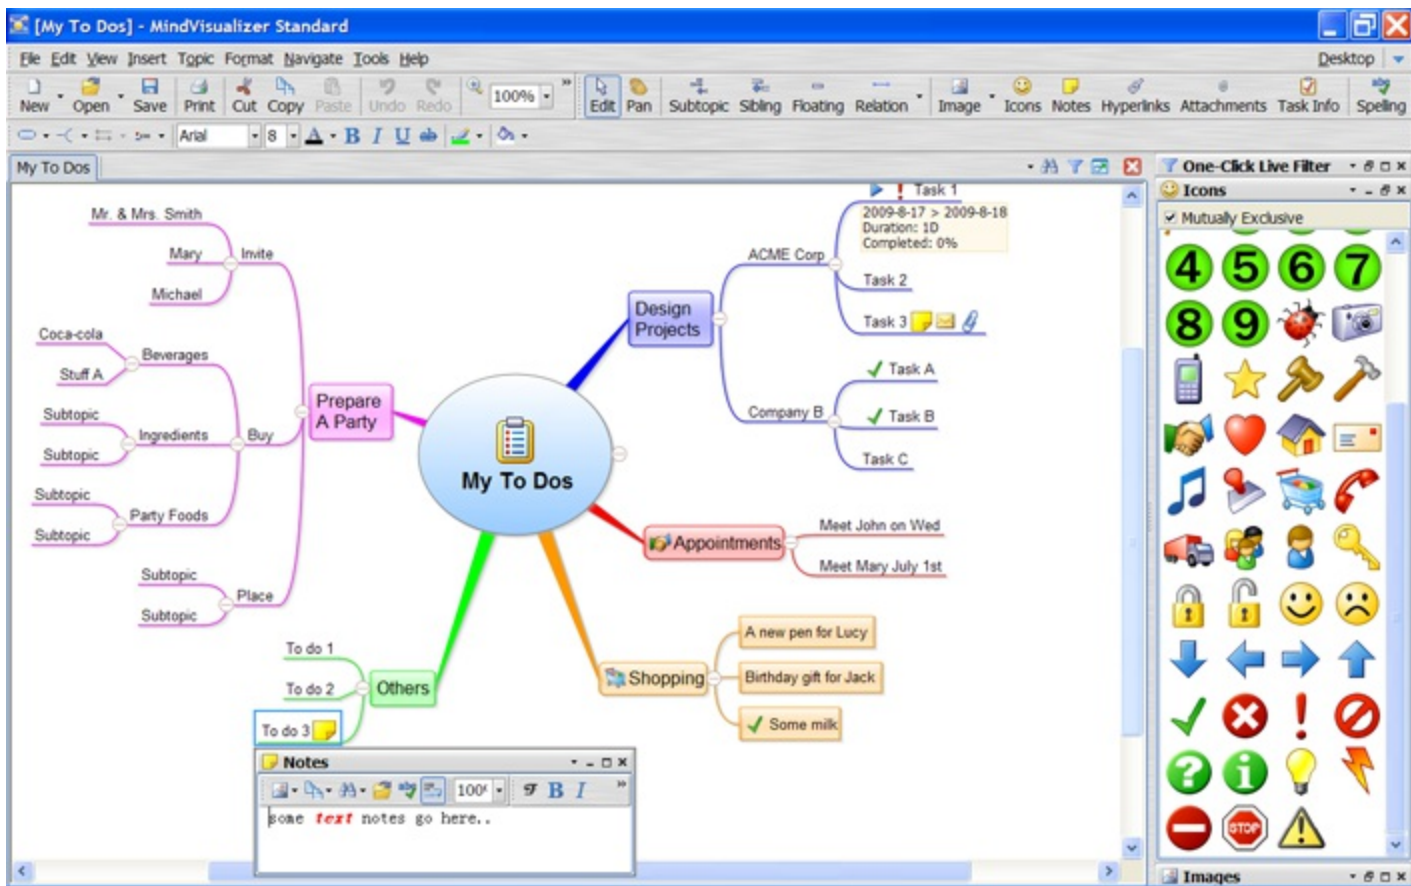 [My To Dos] - MindVisualizer Standard
File Edit View Insert Topic Format Navigate Tools Help
Desktop
New Open Save Print Cut Copy Paste Undo Redo 100% Edit Pan Subtopic Sibling Floating Relation Image Icons Notes Hyperlinks Attachments Task Info Spelling
Arial 8 A B I U ab
My To Dos
One-Click Live Filter
Icons
Mutually Exclusive
4 5 6 7
8 9
STOP
Images
My To Dos
Prepare
A Party
Invite
Mr. & Mrs. Smith
Mary
Michael
Buy
Beverages
Coca-cola
Stuff A
Ingredients
Subtopic
Subtopic
Party Foods
Subtopic
Subtopic
Place
Subtopic
Subtopic
Design
Projects
ACME Corp
Task 1
2009-8-17 > 2009-8-18
Duration: 1D
Completed: 0%
Task 2
Task 3
Company B
Task A
Task B
Task C
Appointments
Meet John on Wed
Meet Mary July 1st
Shopping
A new pen for Lucy
Birthday gift for Jack
Some milk
Others
To do 1
To do 2
To do 3
Notes
100% B I
some text notes go here..